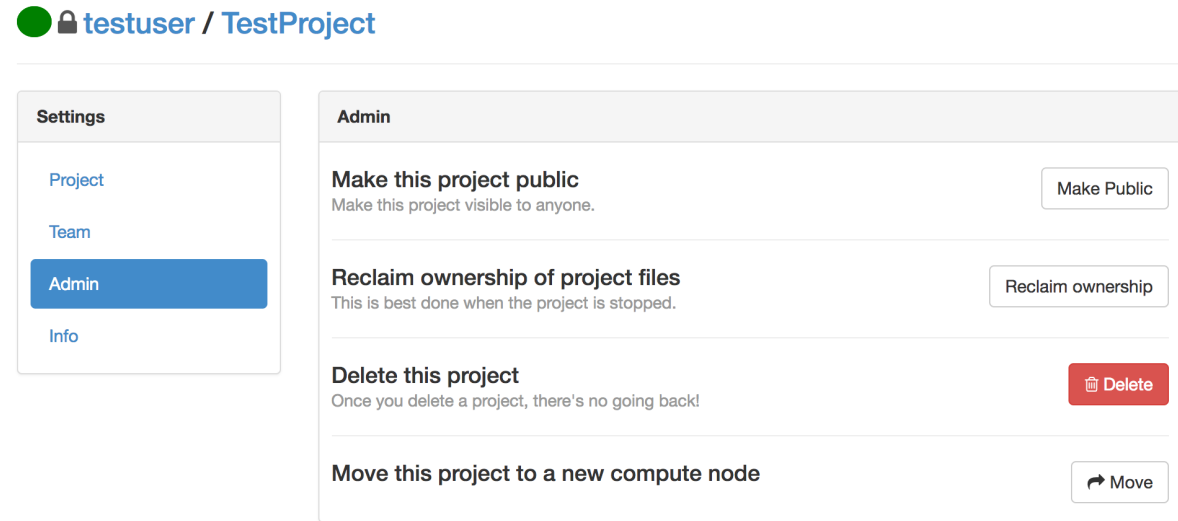 testuser / TestProject
Settings
Project
Team
Admin
Info
Admin
Make this project public
Make this project visible to anyone.
Make Public
Reclaim ownership of project files
This is best done when the project is stopped.
Reclaim ownership
Delete this project
Once you delete a project, there's no going back!
Delete
Move this project to a new compute node
Move